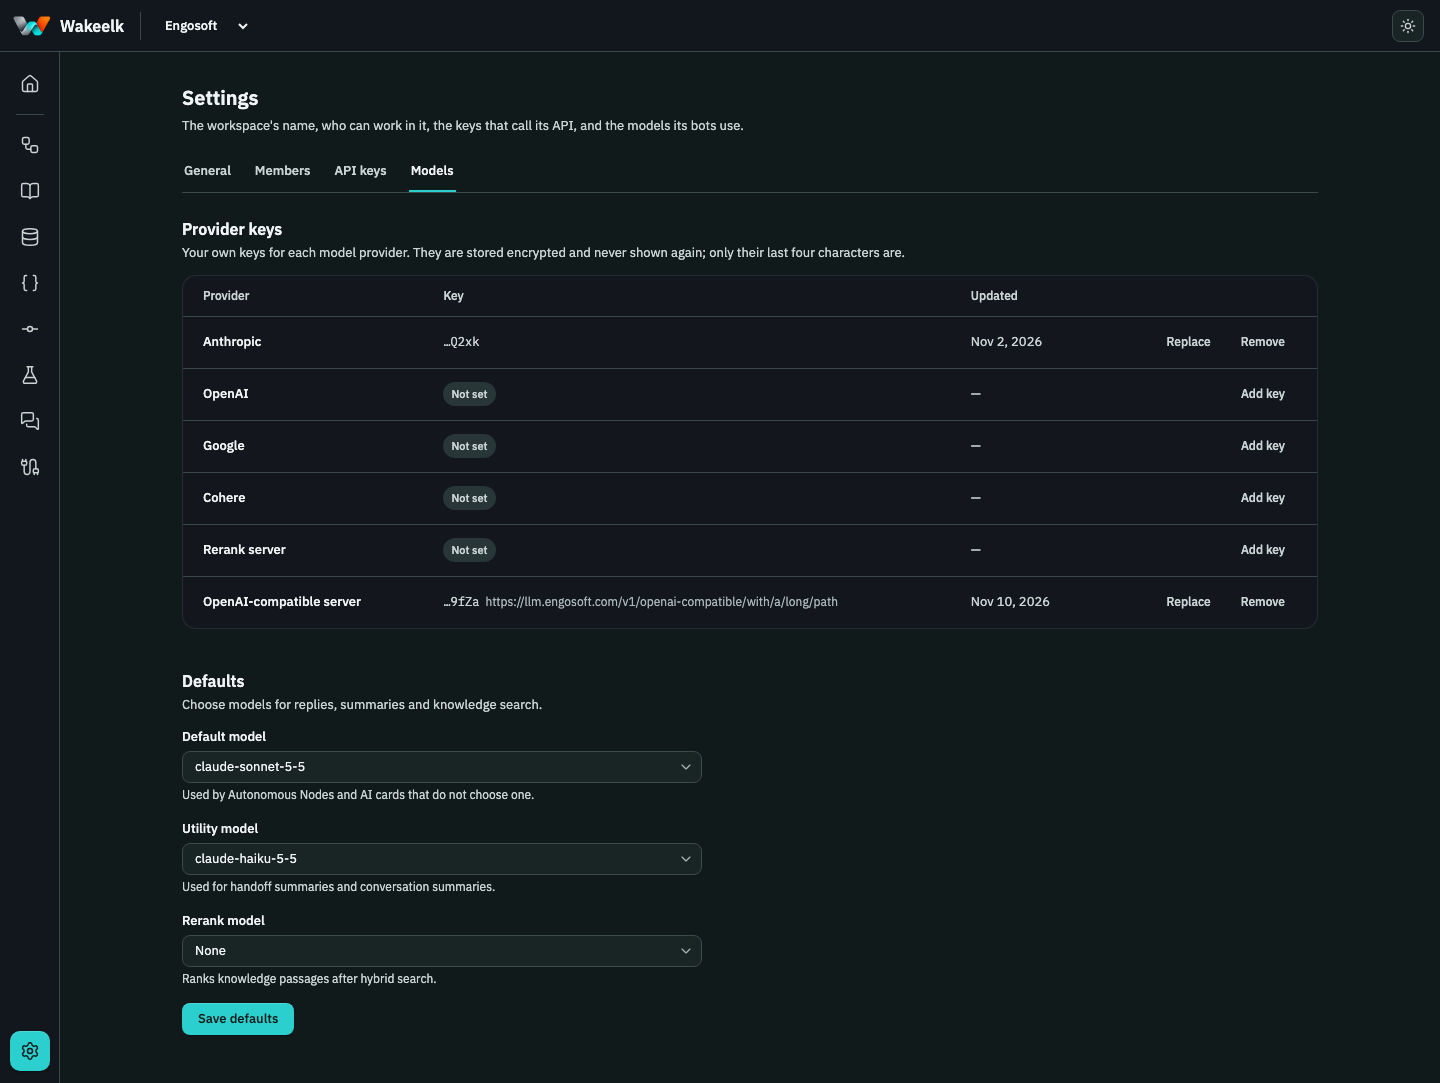 Wakeelk
Engosoft
Settings
The workspace's name, who can work in it, the keys that call its API, and the models its bots use.
General Members API keys Models
Provider keys
Your own keys for each model provider. They are stored encrypted and never shown again; only their last four characters are.
Provider Key Updated
Anthropic …Q2xk Nov 2, 2026 Replace Remove
OpenAI Not set — Add key
Google Not set — Add key
Cohere Not set — Add key
Rerank server Not set — Add key
OpenAI-compatible server …9fZa https://llm.engosoft.com/v1/openai-compatible/with/a/long/path Nov 10, 2026 Replace Remove
Defaults
Choose models for replies, summaries and knowledge search.
Default model
claude-sonnet-5-5
Used by Autonomous Nodes and AI cards that do not choose one.
Utility model
claude-haiku-5-5
Used for handoff summaries and conversation summaries.
Rerank model
None
Ranks knowledge passages after hybrid search.
Save defaults